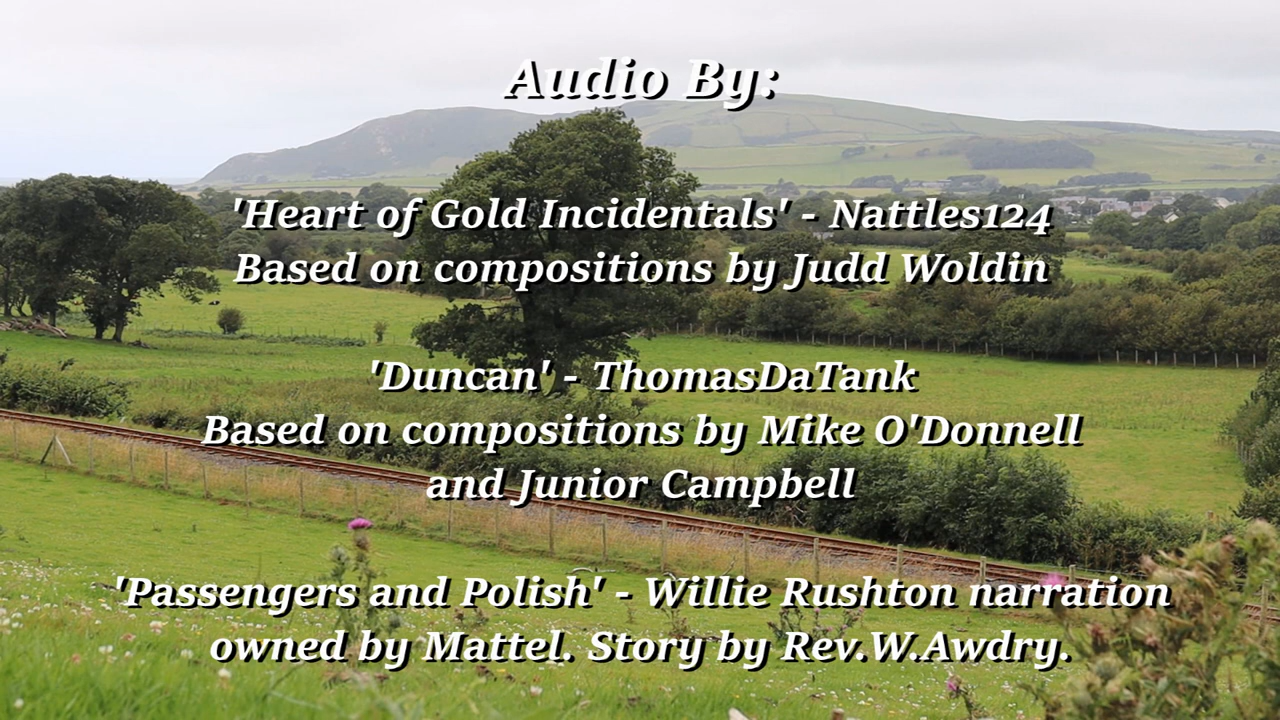 Audio By:
'Heart of Gold Incidentals' - Nattles124
Based on compositions by Judd Woldin
'Duncan' - ThomasDaTank
Based on compositions by Mike O'Donnell
and Junior Campbell
'Passengers and Polish' - Willie Rushton narration
owned by Mattel. Story by Rev.W.Awdry.